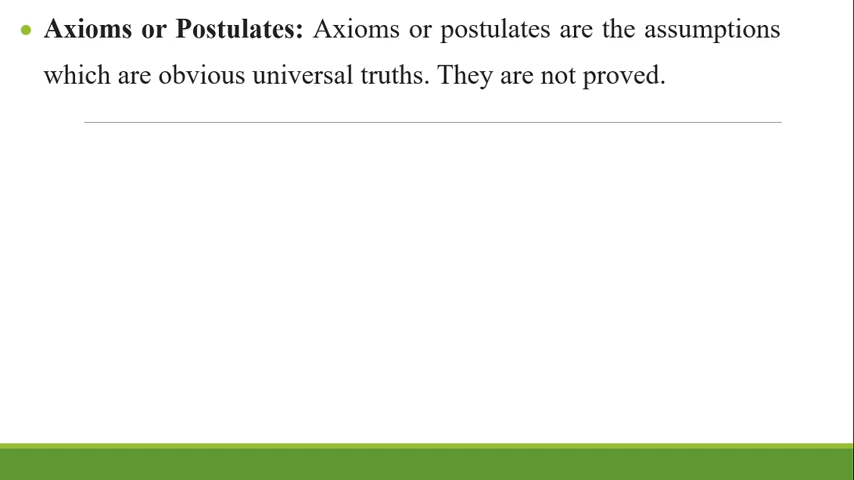 • Axioms or Postulates: Axioms or postulates are the assumptions
which are obvious universal truths. They are not proved.